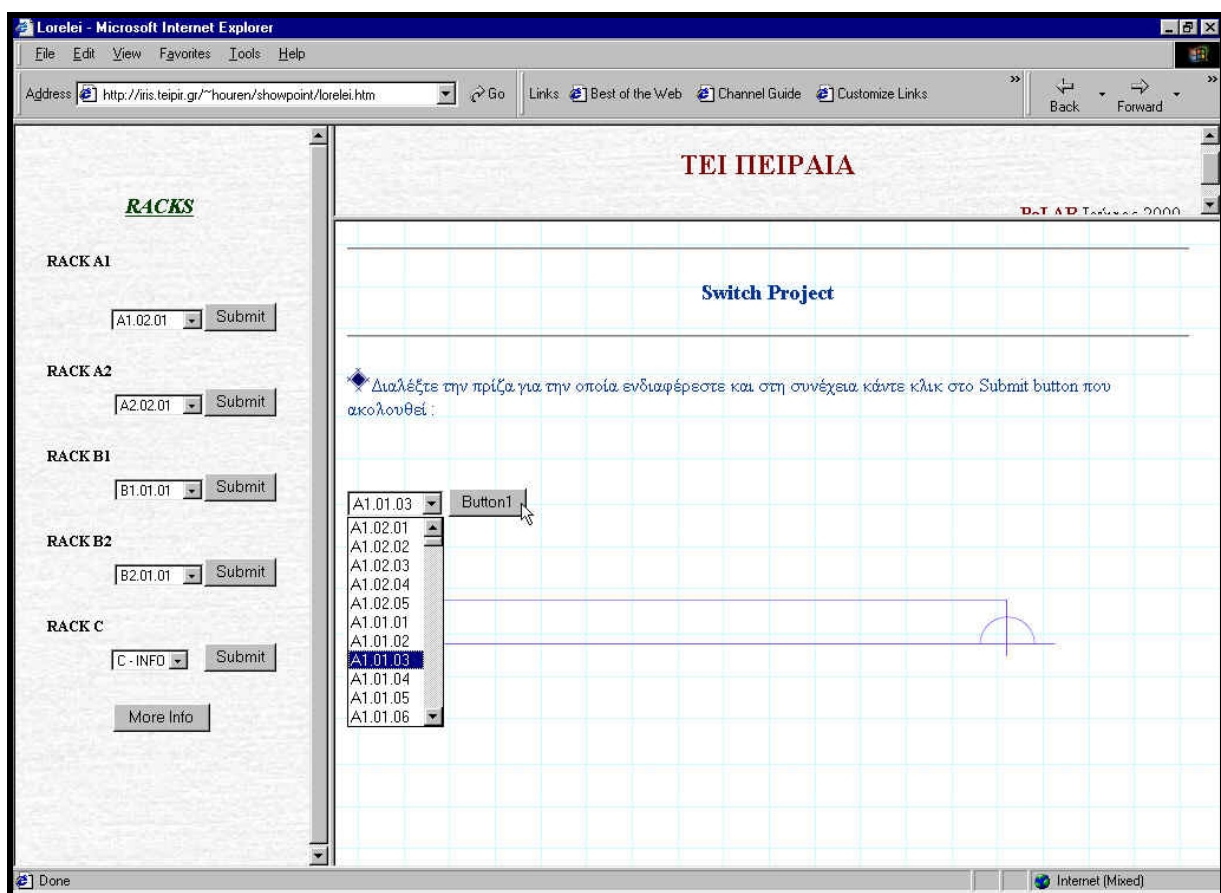 Lorelei - Microsoft Internet Explorer
File Edit View Favorites Tools Help
Address http://iris.teipir.gr/~houren/showpoint/lorelei.htm Go Links Best of the Web Channel Guide Customize Links » Back Forward »
RACKS
RACK A1
A1.02.01 Submit
RACK A2
A2.02.01 Submit
RACK B1
B1.01.01 Submit
RACK B2
B2.01.01 Submit
RACK C
C - INFO Submit
More Info
ΤΕΙ ΠΕΙΡΑΙΑ
2000
Switch Project
Διαλέξτε την πρίζα για την οποία ενδιαφέρεστε και στη συνέχεια κάντε κλικ στο Submit button που
ακολουθεί :
A1.01.03 Button1
A1.02.01
A1.02.02
A1.02.03
A1.02.04
A1.02.05
A1.01.01
A1.01.02
A1.01.03
A1.01.04
A1.01.05
A1.01.06
Done Internet (Mixed)